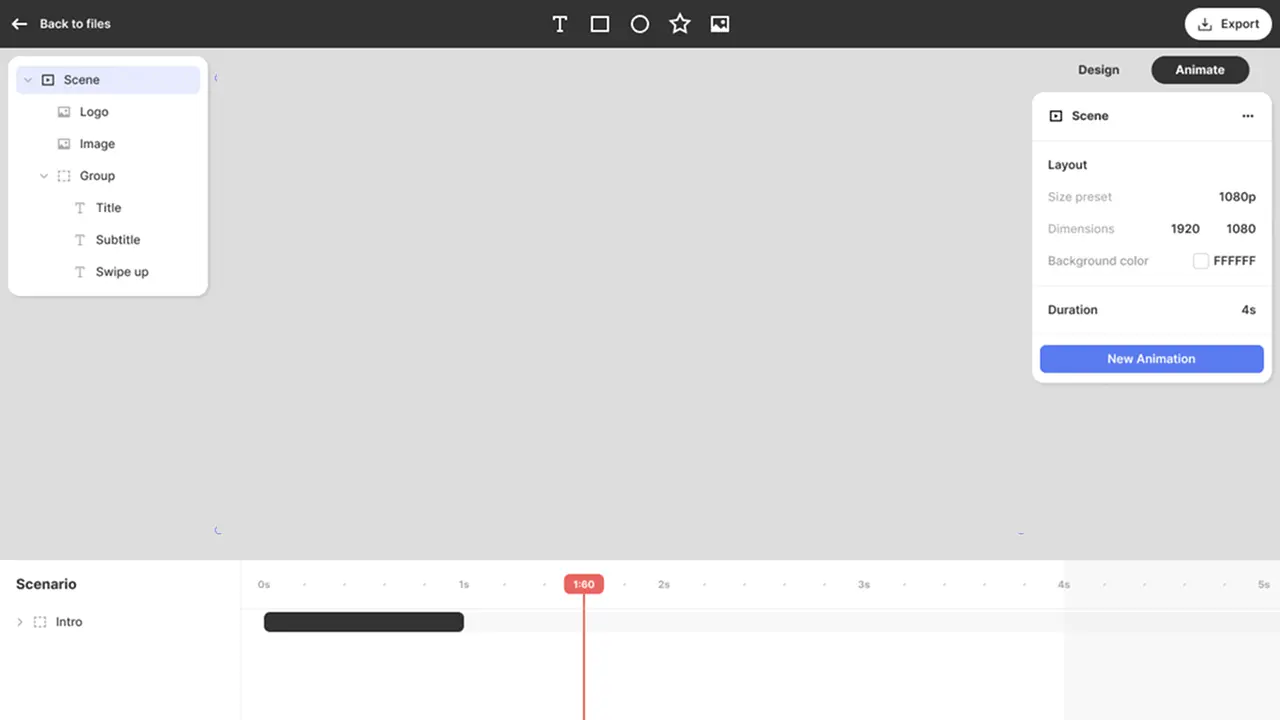 Back to files
Export
Scene
Logo
Image
Group
Title
Subtitle
Swipe up
Design
Animate
Scene
Layout
Size preset 1080p
Dimensions 1920 1080
Background color FFFFFF
Duration 4s
New Animation
Scenario
0s 1s 1:60 2s 3s 4s 5s
Intro